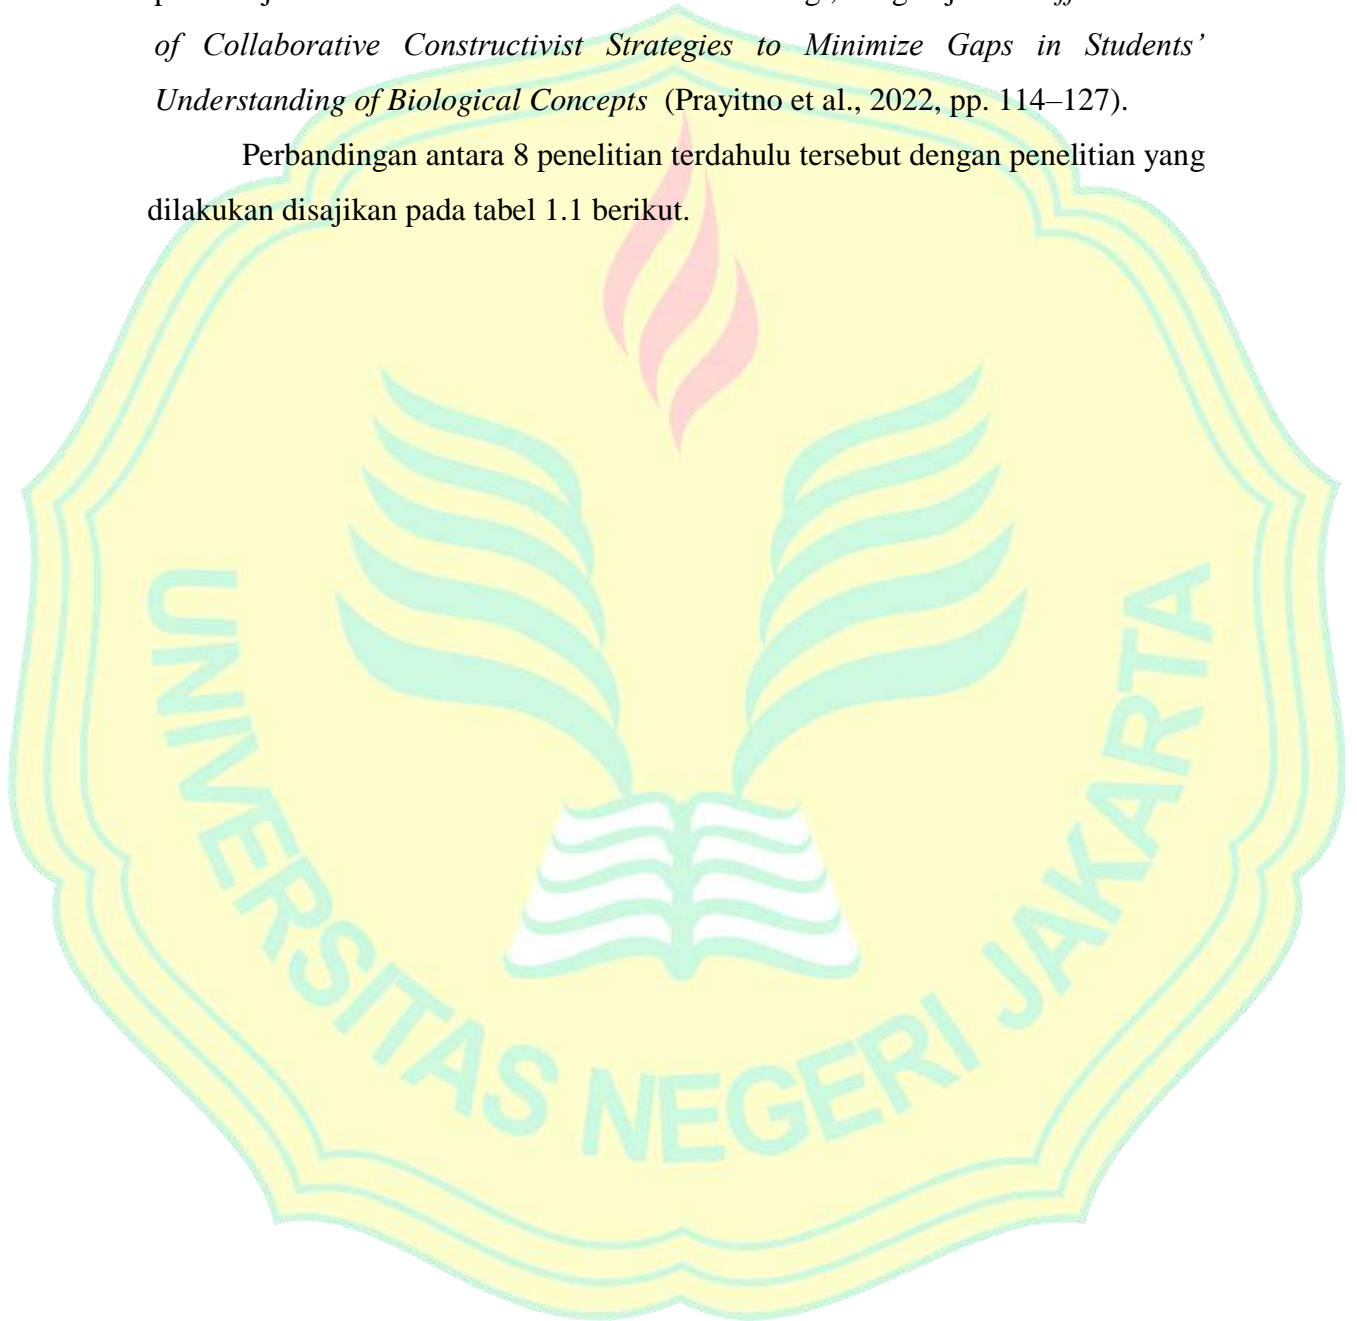 of Collaborative Constructivist Strategies to Minimize Gaps in Students’
Understanding of Biological Concepts (Prayitno et al., 2022, pp. 114–127).
Perbandingan antara 8 penelitian terdahulu tersebut dengan penelitian yang
dilakukan disajikan pada tabel 1.1 berikut.
UNIVERSITAS NEGERI JAKARTA